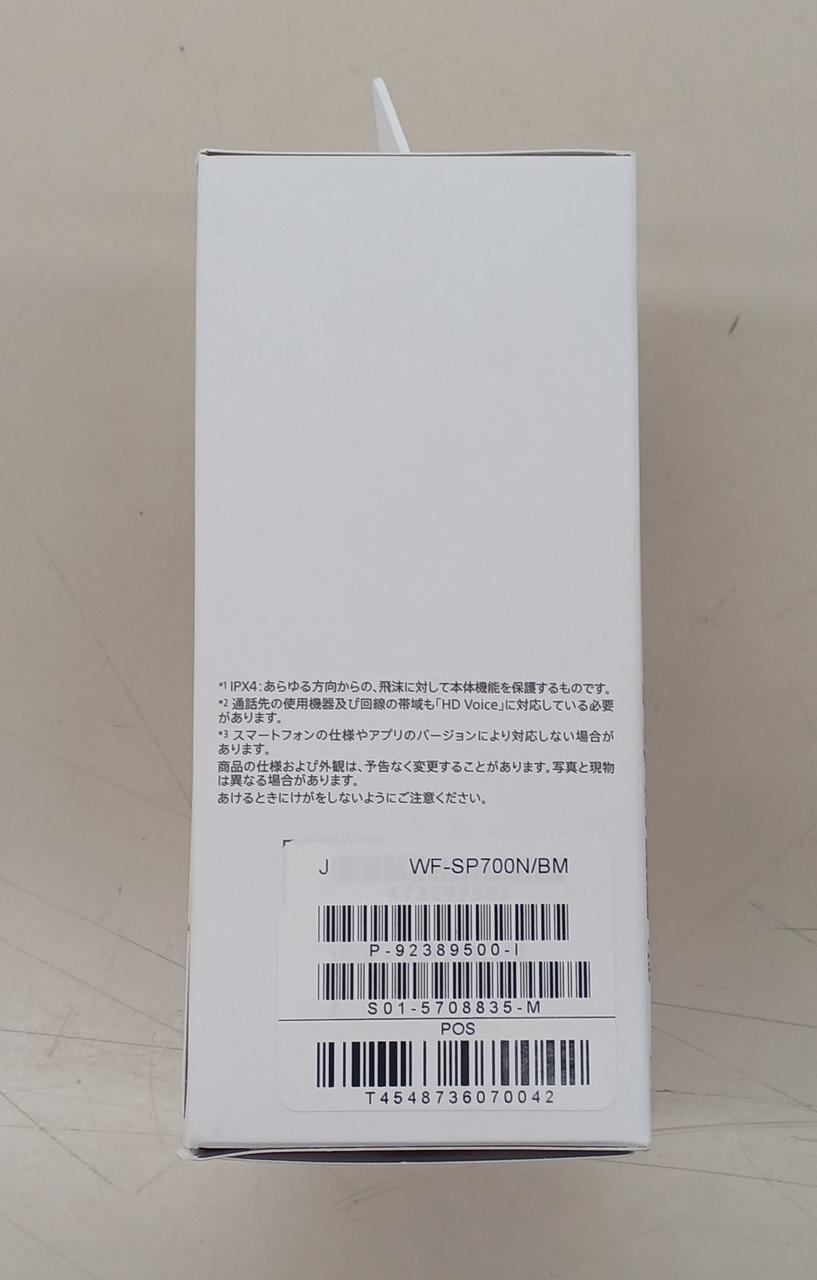 *1 IPX4：あらゆる方向からの、飛沫に対して本体機能を保護するものです。
*2 通話先の使用機器及び回線の帯域も「HD Voice」に対応している必要
があります。
*3 スマートフォンの仕様やアプリのバージョンにより対応しない場合が
あります。
商品の仕様および外観は、予告なく変更することがあります。写真と現物
は異なる場合があります。
あけるときにけがをしないようにご注意ください。
J WF-SP700N/BM
P-92389500-I
S01-5708835-M
POS
T4548736070042